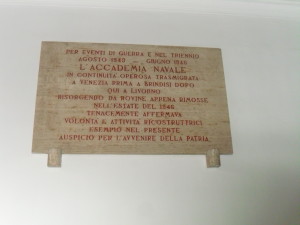 PER EVENTI DI GUERRA E NEL TRIENNIO
AGOSTO 1943 GIUGNO 1946
L'ACCADEMIA NAVALE
IN CONTINUITÀ OPEROSA TRASMIGRATA
A VENEZIA PRIMA A BRINDISI DOPO
QUI A LIVORNO
RISORGENDO DA ROVINE APPENA RIMOSSE
NELL'ESTATE DEL 1946
TENACEMENTE AFFERMAVA
VOLONTÀ E ATTIVITÀ RICOSTRUTTRICI
ESEMPIO NEL PRESENTE
AUSPICIO PER L'AVVENIRE DELLA PATRIA.